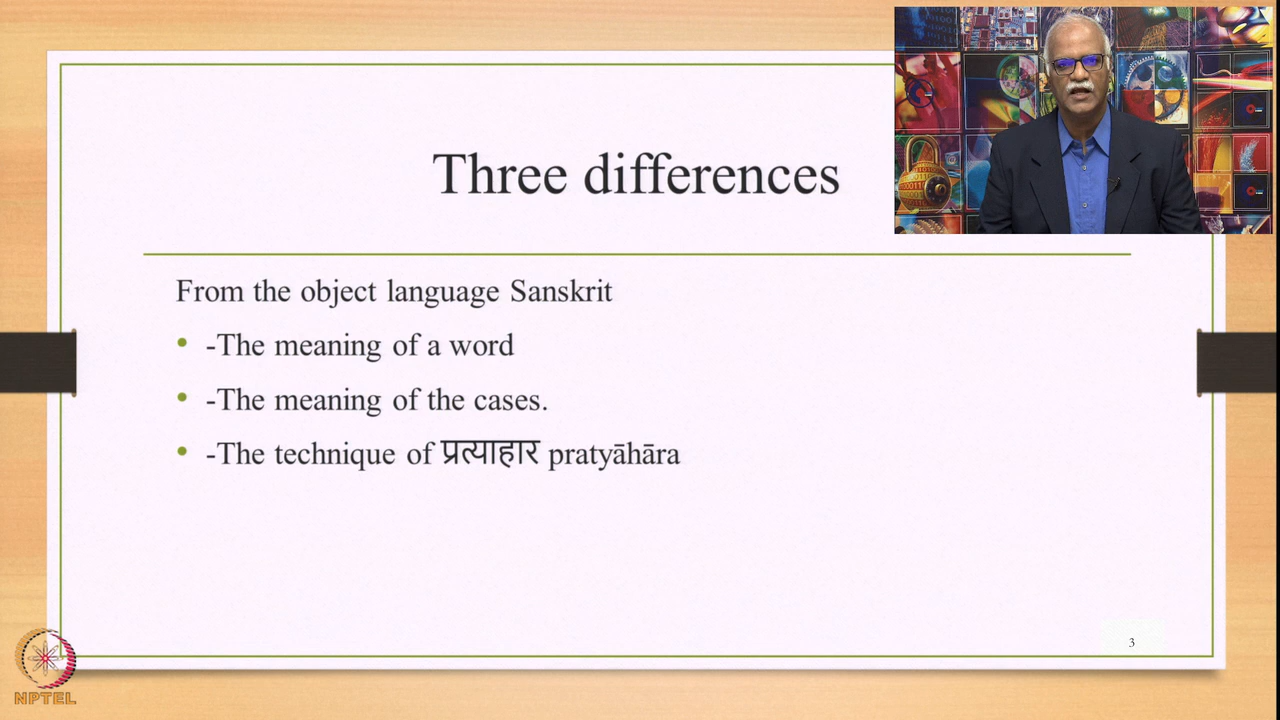 Three differences
From the object language Sanskrit
• -The meaning of a word
• -The meaning of the cases.
• -The technique of प्रत्याहार pratyāhāra
3
NPTEL